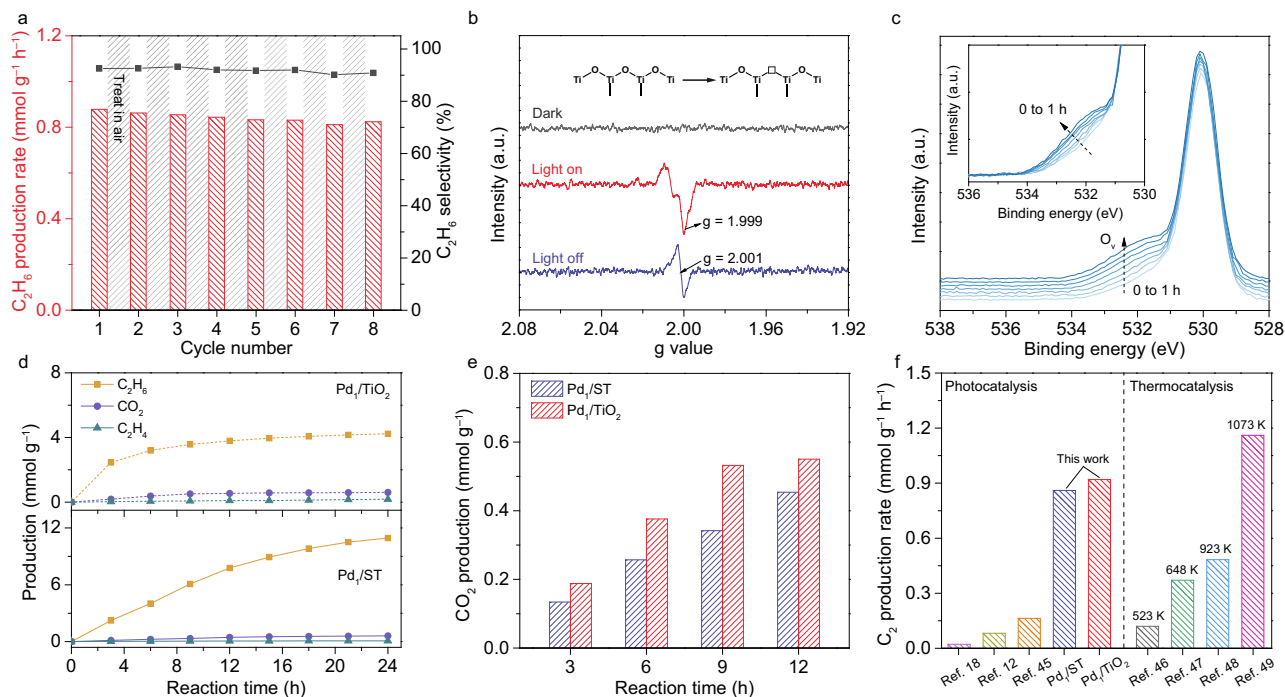 a
C₂H₆ production rate (mmol g⁻¹ h⁻¹)
1.2
0.8
0.4
0.0
Treat in air
100
80
60
40
20
0
C₂H₆ selectivity (%)
1 2 3 4 5 6 7 8
Cycle number
b
Intensity (a.u.)
Ti O Ti O Ti O Ti
Ti O Ti Ti O Ti
Dark
Light on
g = 1.999
Light off
g = 2.001
2.08 2.04 2.00 1.96 1.92
g value
c
Intensity (a.u.)
Intensity (a.u.)
0 to 1 h
536 534 532 530
Binding energy (eV)
Oᵥ
0 to 1 h
538 536 534 532 530 528
Binding energy (eV)
d
Production (mmol g⁻¹)
8
4
0
C₂H₆
CO₂
C₂H₄
Pd₁/TiO₂
12
6
0
Pd₁/ST
0 4 8 12 16 20 24
Reaction time (h)
e
CO₂ production (mmol g⁻¹)
0.8
0.6
0.4
0.2
0.0
Pd₁/ST
Pd₁/TiO₂
3 6 9 12
Reaction time (h)
f
C₂ production rate (mmol g⁻¹ h⁻¹)
1.5
1.2
0.9
0.6
0.3
0.0
Photocatalysis Thermocatalysis
This work
1073 K
923 K
648 K
523 K
Ref. 18 Ref. 12 Ref. 45 Pd₁/ST Pd₁/TiO₂ Ref. 46 Ref. 47 Ref. 48 Ref. 49